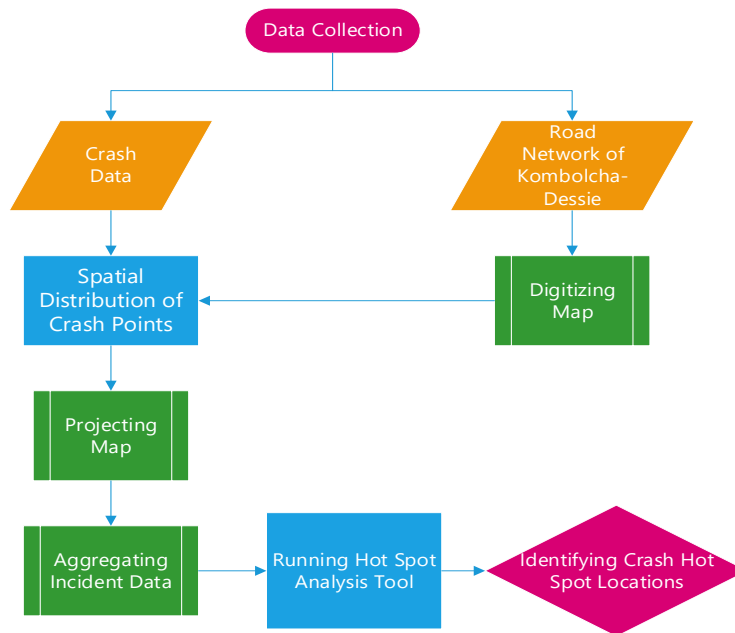 Data Collection
Crash
Data
Road
Network of
Kombolcha-
Dessie
Spatial
Distribution of
Crash Points
Digitizing
Map
Projecting
Map
Aggregating
Incident Data
Running Hot Spot
Analysis Tool
Identifying Crash Hot
Spot Locations